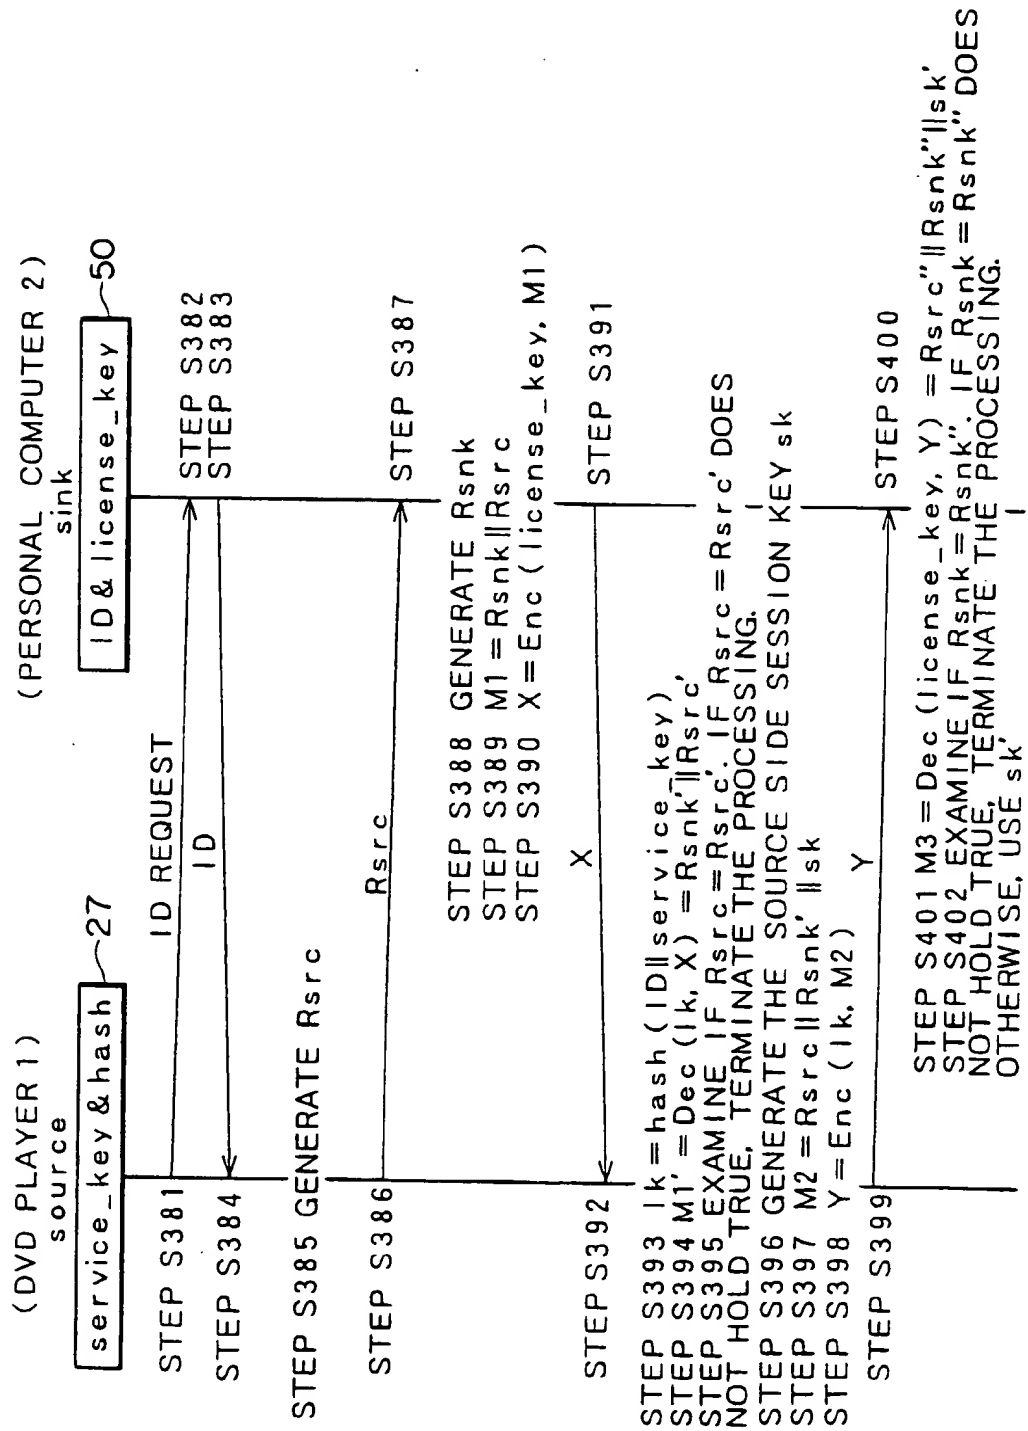 (DVD PLAYER 1)
source
(PERSONAL COMPUTER 2)
sink
service_key & hash
27
ID & license_key
50
STEP S381
ID REQUEST
STEP S382
STEP S383
ID
STEP S384
STEP S385 GENERATE Rsrc
STEP S386
Rsrc
STEP S387
STEP S388 GENERATE Rsnk
STEP S389 M1=Rsnk||Rsrc
STEP S390 X=Enc(license_key, M1)
X
STEP S391
STEP S392
STEP S393 lk=hash(ID||service_key)
STEP S394 M1'=Dec(lk, X)=Rsnk'||Rsrc'
STEP S395 EXAMINE IF Rsrc=Rsrc'. IF Rsrc=Rsrc' DOES
NOT HOLD TRUE, TERMINATE THE PROCESSING.
STEP S396 GENERATE THE SOURCE SIDE SESSION KEY sk
STEP S397 M2=Rsrc||Rsnk'||sk
STEP S398 Y=Enc(lk, M2)
Y
STEP S399
STEP S400
STEP S401 M3=Dec(license_key, Y)=Rsrc"||Rsnk"||sk'
STEP S402 EXAMINE IF Rsnk=Rsnk". IF Rsnk=Rsnk" DOES
NOT HOLD TRUE, TERMINATE THE PROCESSING.
OTHERWISE, USE sk'